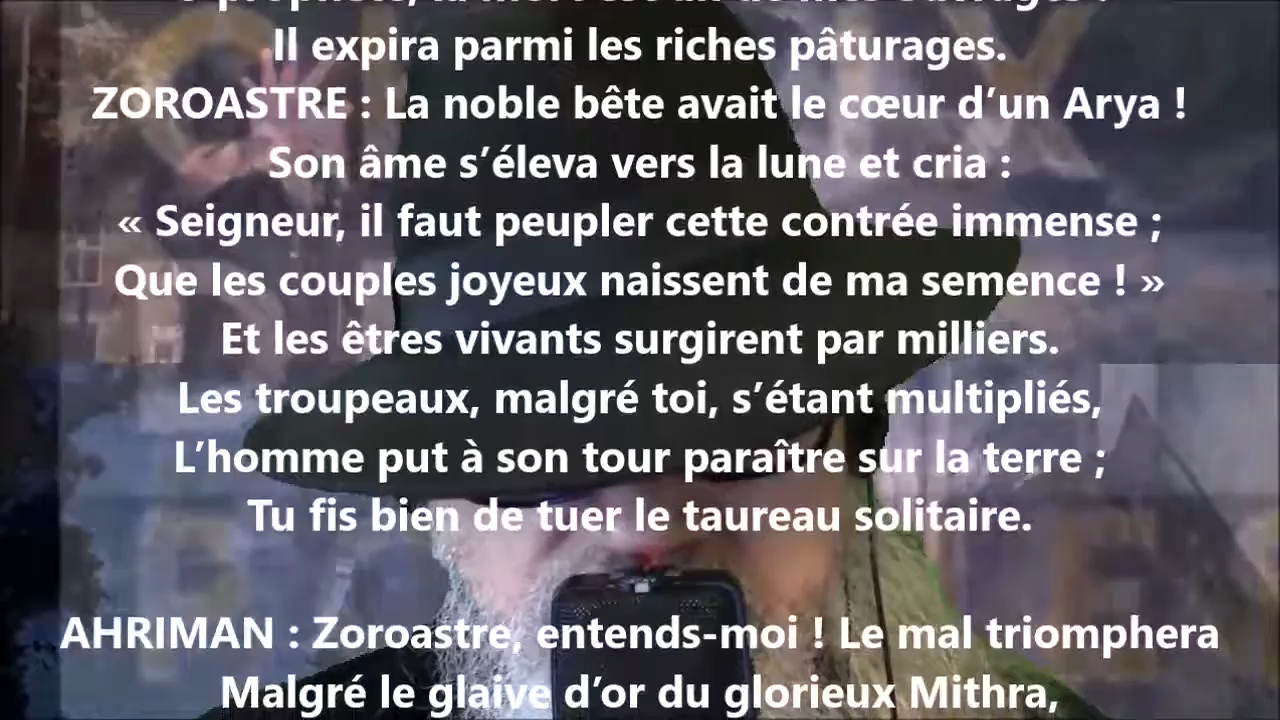 Il expira parmi les riches pâturages.
ZOROASTRE : La noble bête avait le cœur d’un Arya !
Son âme s’éleva vers la lune et cria :
« Seigneur, il faut peupler cette contrée immense ;
Que les couples joyeux naissent de ma semence ! »
Et les êtres vivants surgirent par milliers.
Les troupeaux, malgré toi, s’étant multipliés,
L’homme put à son tour paraître sur la terre ;
Tu fis bien de tuer le taureau solitaire.
AHRIMAN : Zoroastre, entends-moi ! Le mal triomphera
Malgré le glaive d’or du glorieux Mithra,